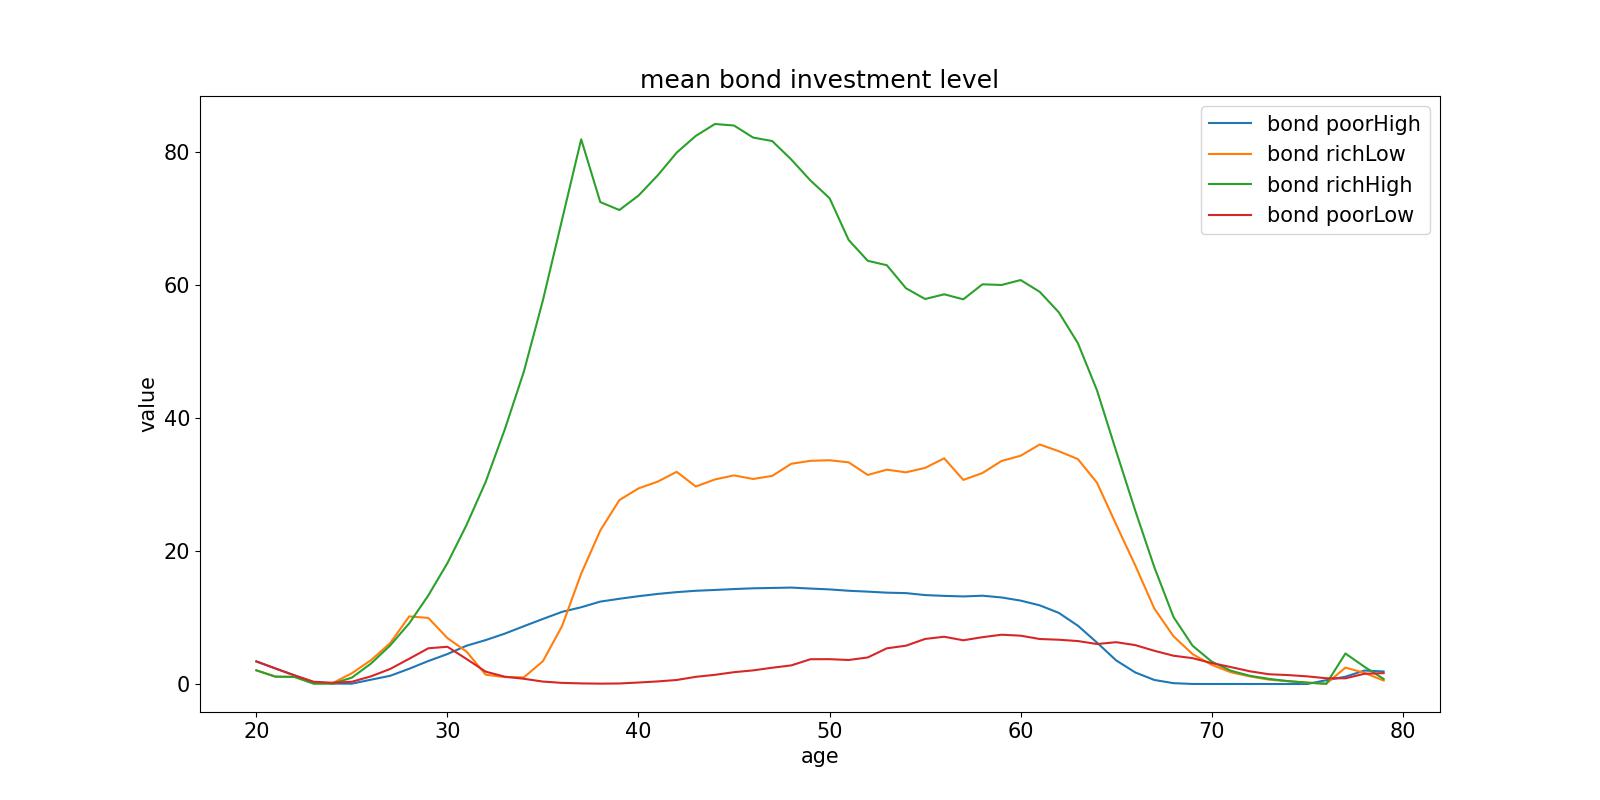 mean bond investment level
bond poorHigh
bond richLow
bond richHigh
bond poorLow
value
80
60
40
20
0
20 30 40 50 60 70 80
age